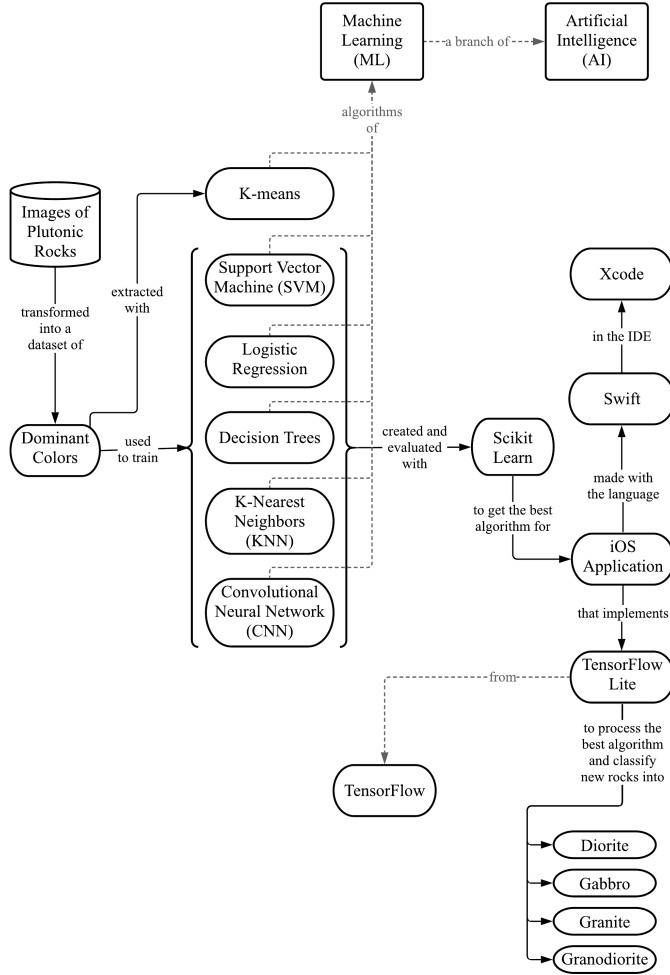 Machine
Learning
(ML)
a branch of
Artificial
Intelligence
(AI)
algorithms
of
K-means
Images of
Plutonic
Rocks
extracted
with
transformed
into a
dataset of
Support Vector
Machine (SVM)
Xcode
in the IDE
Logistic
Regression
Swift
Dominant
Colors
used
to train
Decision Trees
created and
evaluated
with
Scikit
Learn
made with
the language
K-Nearest
Neighbors
(KNN)
to get the best
algorithm for
iOS
Application
Convolutional
Neural Network
(CNN)
that implements
TensorFlow
Lite
from
to process the
best algorithm
and classify
new rocks into
TensorFlow
Diorite
Gabbro
Granite
Granodiorite